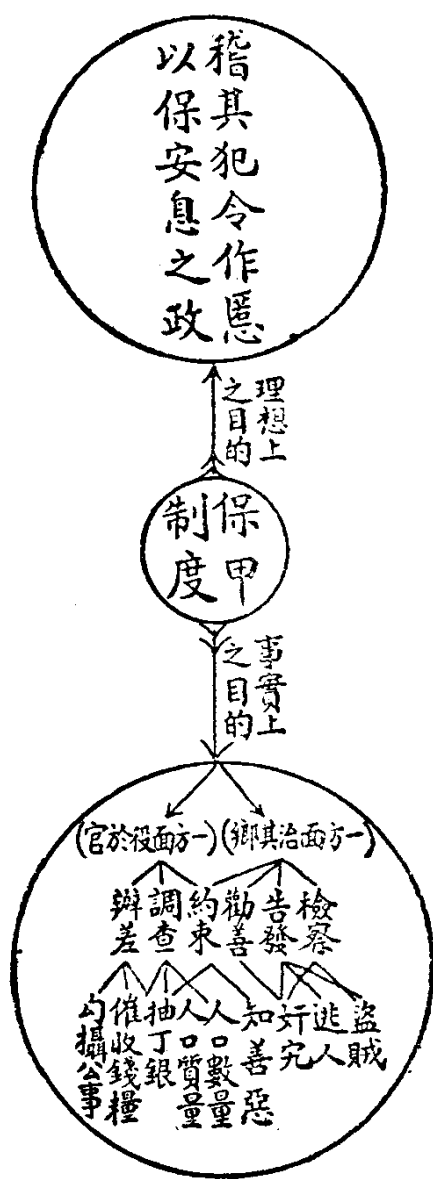 稽其犯令作慝
以保安息之政
理想上
之目的
保甲
制度
事實上
之目的
(一方面治其鄉)
(一方面役於官)
檢察
告發
勸善
約束
調查
辦差
盜賊
逃人
奸宄
知善惡
人口數量
人口質量
抽丁銀
催收錢糧
勾攝公事